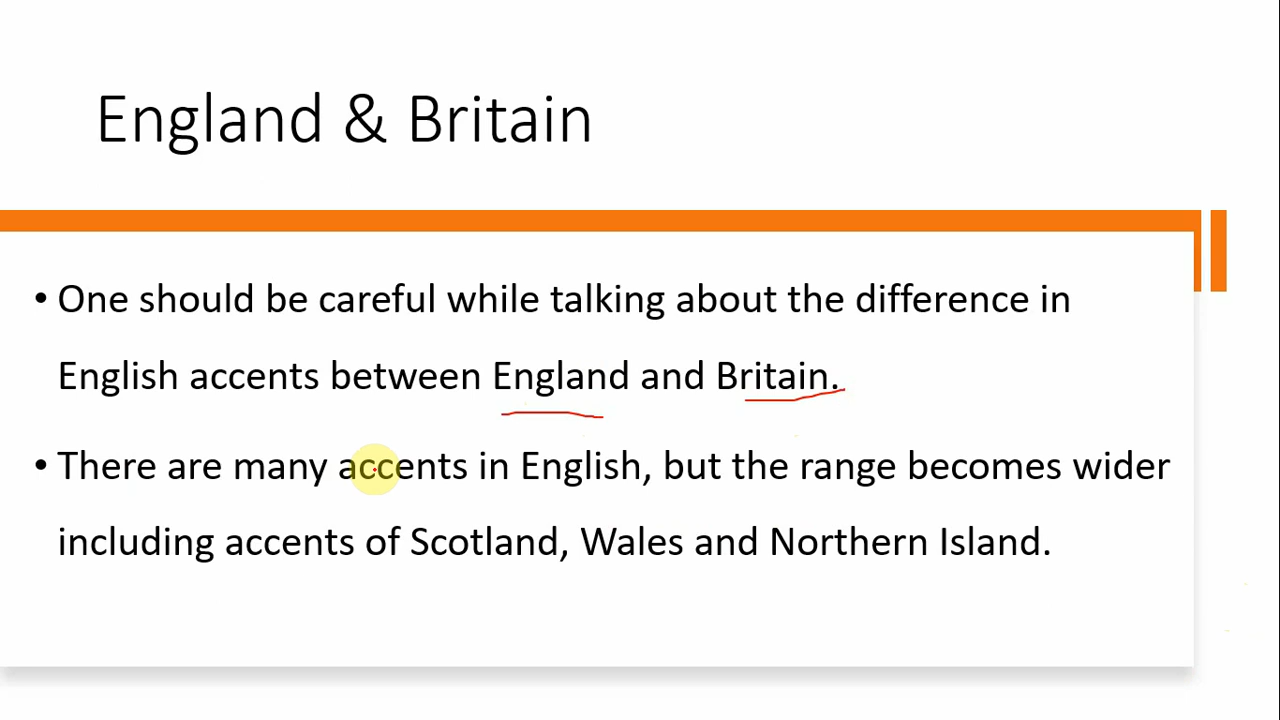 England & Britain
• One should be careful while talking about the difference in
English accents between England and Britain.
• There are many accents in English, but the range becomes wider
including accents of Scotland, Wales and Northern Island.